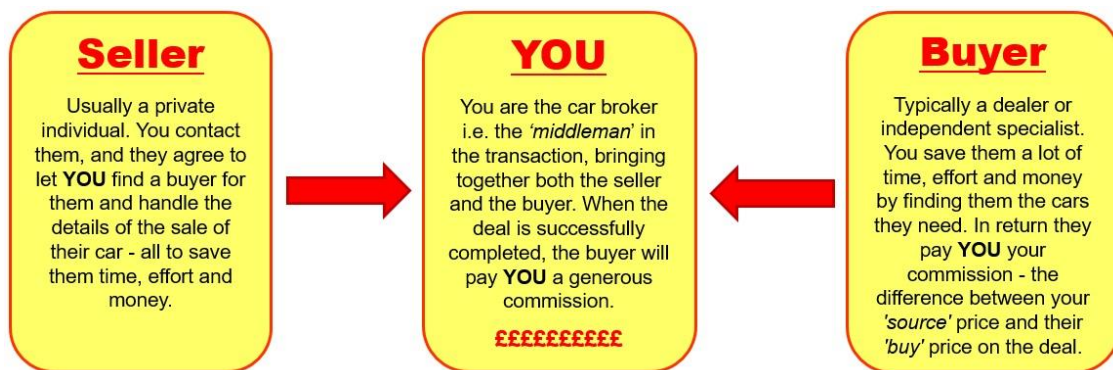 Seller
Usually a private
individual. You contact
them, and they agree to
let YOU find a buyer for
them and handle the
details of the sale of
their car - all to save
them time, effort and
money.
YOU
You are the car broker
i.e. the ‘middleman’ in
the transaction, bringing
together both the seller
and the buyer. When the
deal is successfully
completed, the buyer will
pay YOU a generous
commission.
££££££££££
Buyer
Typically a dealer or
independent specialist.
You save them a lot of
time, effort and money
by finding them the cars
they need. In return they
pay YOU your
commission - the
difference between your
'source' price and their
'buy' price on the deal.